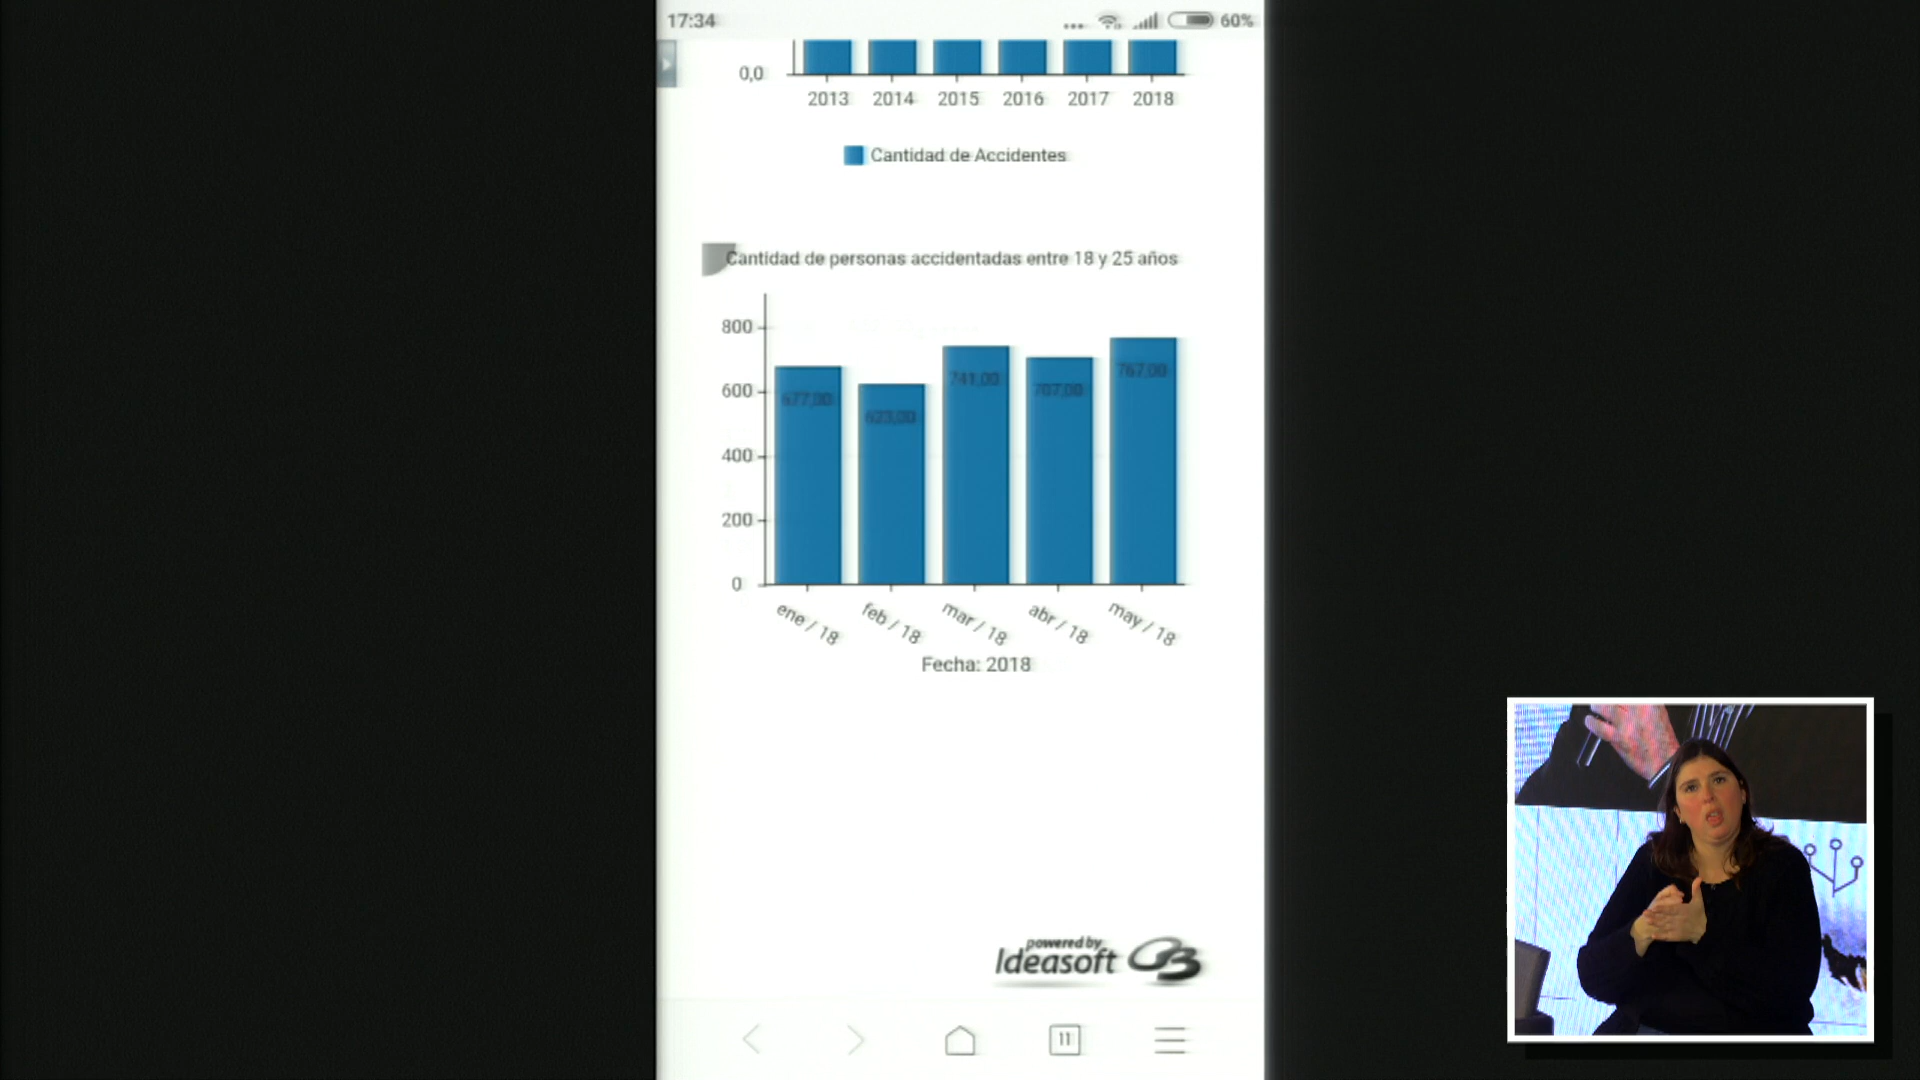 17:34 60%
0,0
2013 2014 2015 2016 2017 2018
Cantidad de Accidentes
Cantidad de personas accidentadas entre 18 y 25 años
800
600
400
200
0
677,00 623,00 741,00 707,00 767,00
ene / 18 feb / 18 mar / 18 abr / 18 may / 18
Fecha: 2018
powered by
Ideasoft O3
11